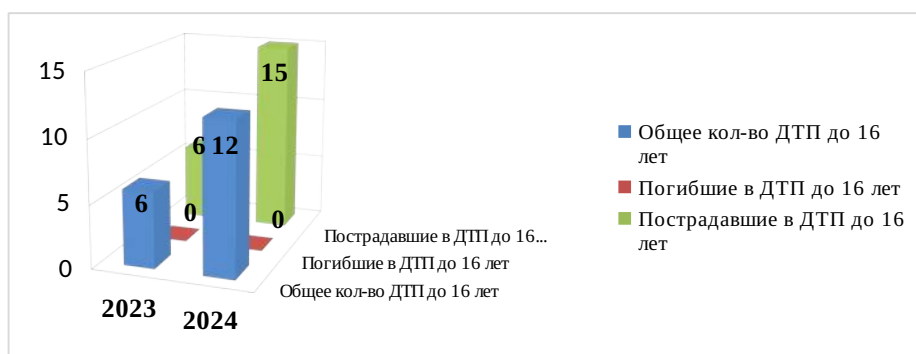 15
10
5
0
6
0
6
12
0
15
2023
2024
Пострадавшие в ДТП до 16...
Погибшие в ДТП до 16 лет
Общее кол-во ДТП до 16 лет
Общее кол-во ДТП до 16
лет
Погибшие в ДТП до 16 лет
Пострадавшие в ДТП до 16
лет